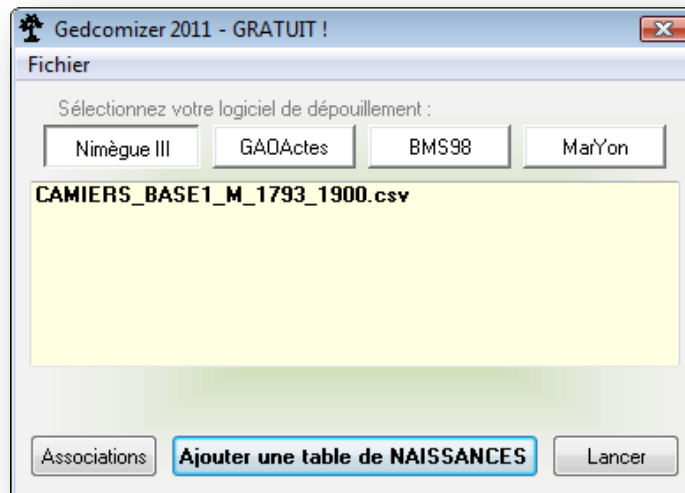 Gedcomizer 2011 - GRATUIT !
Fichier
Sélectionnez votre logiciel de dépouillement :
Nimègue III GAOActes BMS98 MarYon
CAMIERS_BASE1_M_1793_1900.csv
Associations Ajouter une table de NAISSANCES Lancer